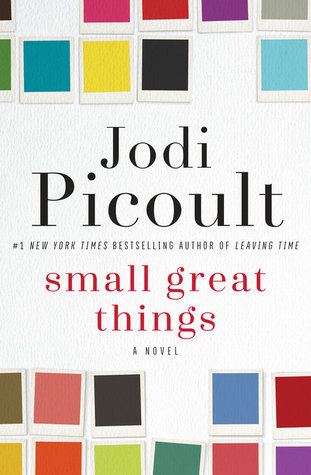 Jodi
Picoult
#1 NEW YORK TIMES BESTSELLING AUTHOR OF LEAVING TIME
small great
things
A NOVEL